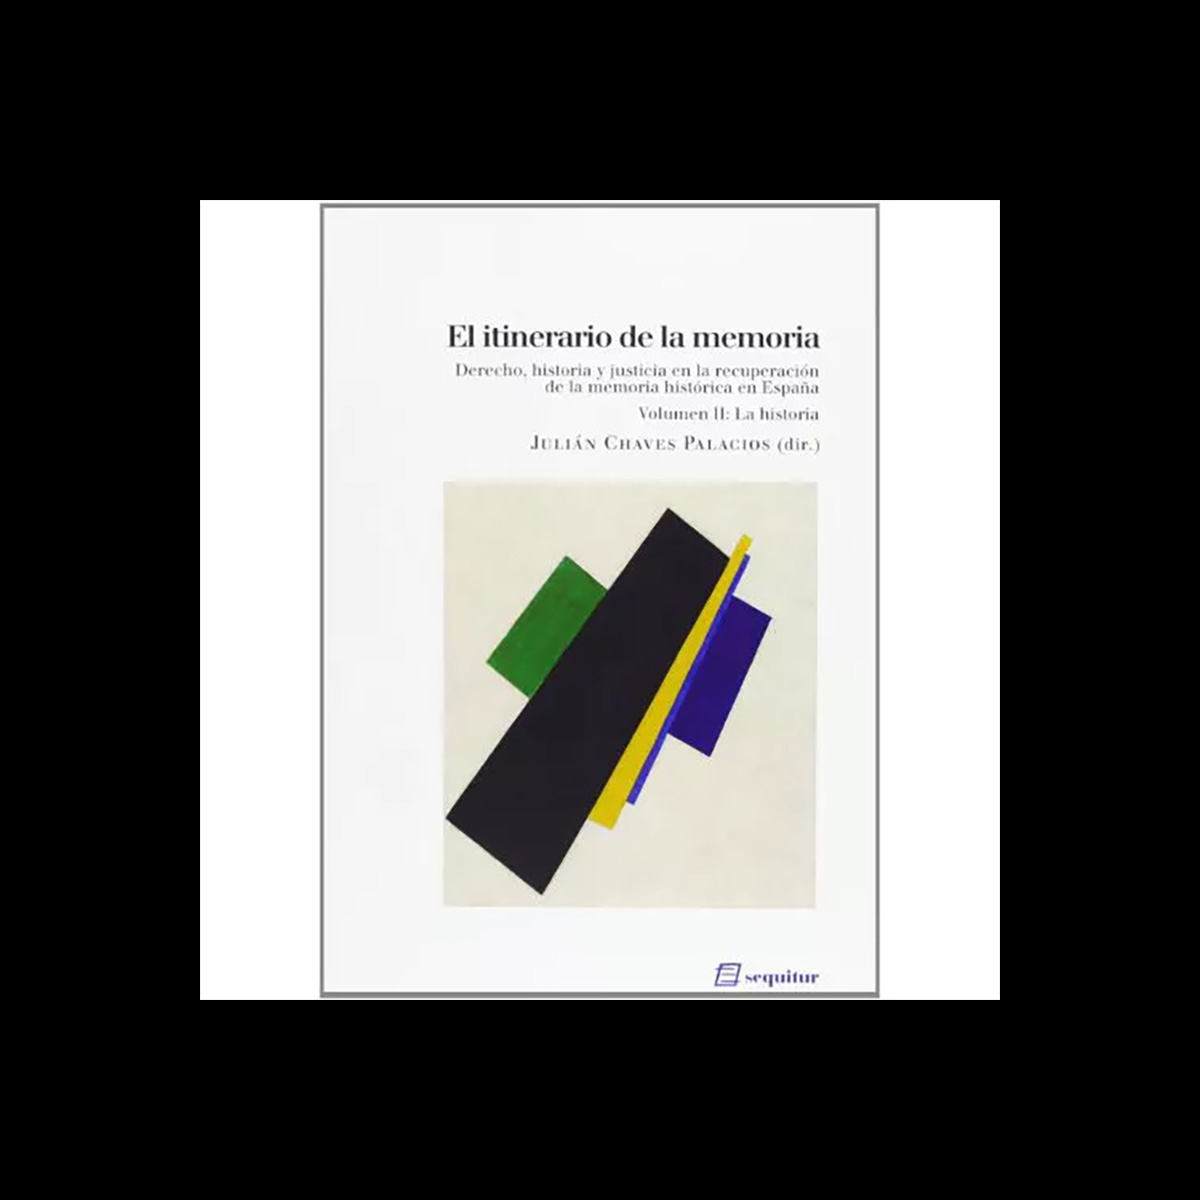 El itinerario de la memoria
Derecho, historia y justicia en la recuperación
de la memoria histórica en España
Volumen II: La historia
JULIÁN CHAVES PALACIOS (dir.)
sequitur